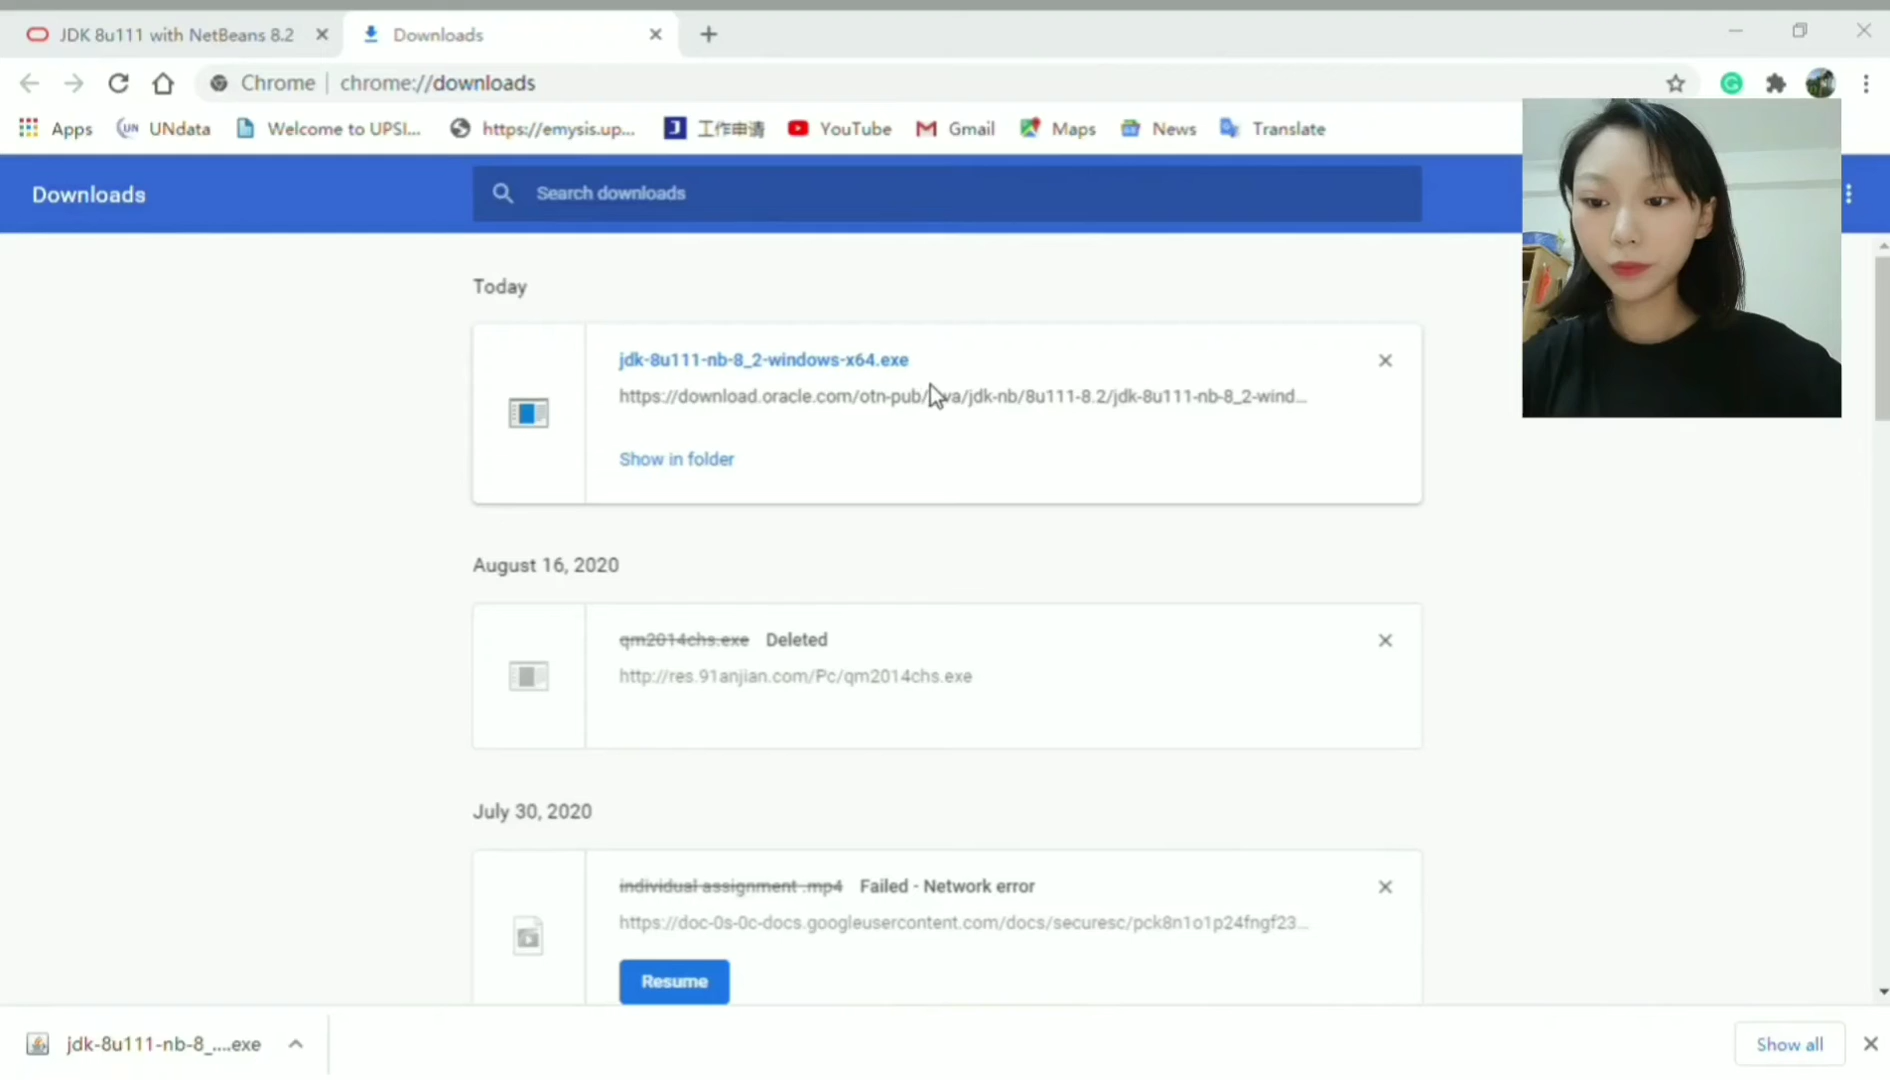 JDK 8u111 with NetBeans 8.2
Downloads
Chrome | chrome://downloads
Apps
UNdata
Welcome to UPSI...
https://emysis.up...
工作申请
YouTube
Gmail
Maps
News
Translate
Downloads
Search downloads
Today
jdk-8u111-nb-8_2-windows-x64.exe
https://download.oracle.com/otn-pub/java/jdk-nb/8u111-8.2/jdk-8u111-nb-8_2-wind...
Show in folder
August 16, 2020
qm2014chs.exe Deleted
http://res.91anjian.com/Pc/qm2014chs.exe
July 30, 2020
individual assignment .mp4 Failed - Network error
https://doc-0s-0c-docs.googleusercontent.com/docs/securesc/pck8n1o1p24fngf23...
Resume
jdk-8u111-nb-8_....exe
Show all